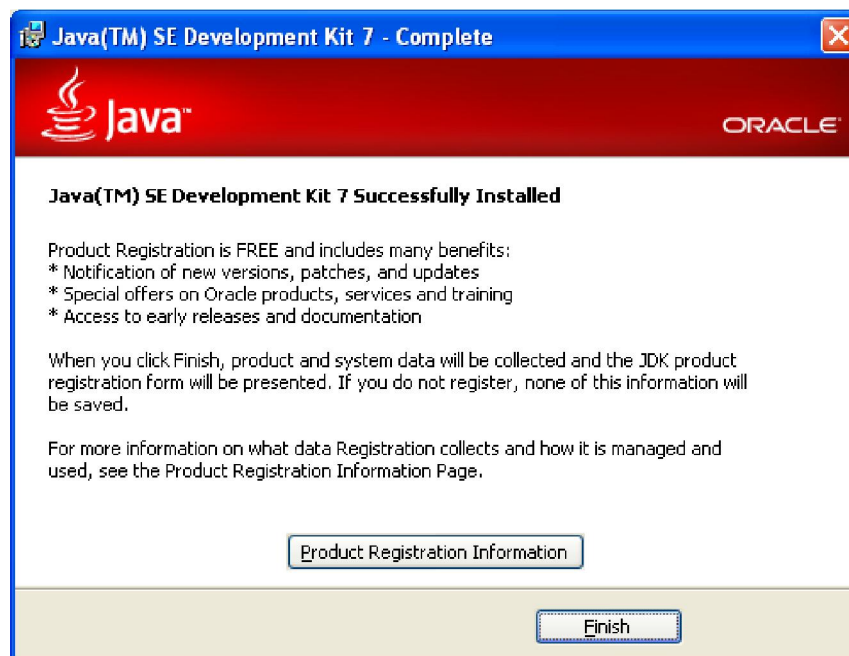 Java(TM) SE Development Kit 7 - Complete
Java™
ORACLE
Java(TM) SE Development Kit 7 Successfully Installed
Product Registration is FREE and includes many benefits:
* Notification of new versions, patches, and updates
* Special offers on Oracle products, services and training
* Access to early releases and documentation
When you click Finish, product and system data will be collected and the JDK product
registration form will be presented. If you do not register, none of this information will
be saved.
For more information on what data Registration collects and how it is managed and
used, see the Product Registration Information Page.
Product Registration Information
Finish